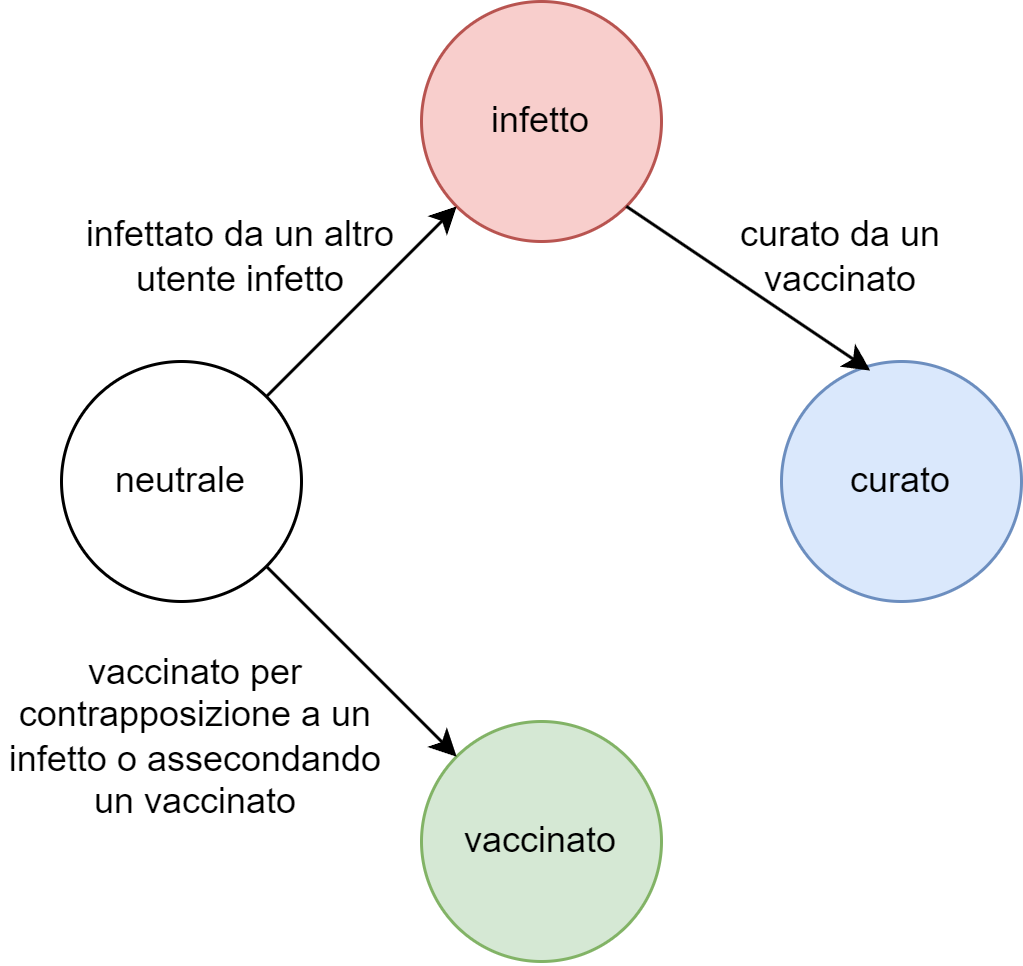 infetto
infettato da un altro
utente infetto
curato da un
vaccinato
neutrale
curato
vaccinato per
contrapposizione a un
infetto o assecondando
un vaccinato
vaccinato